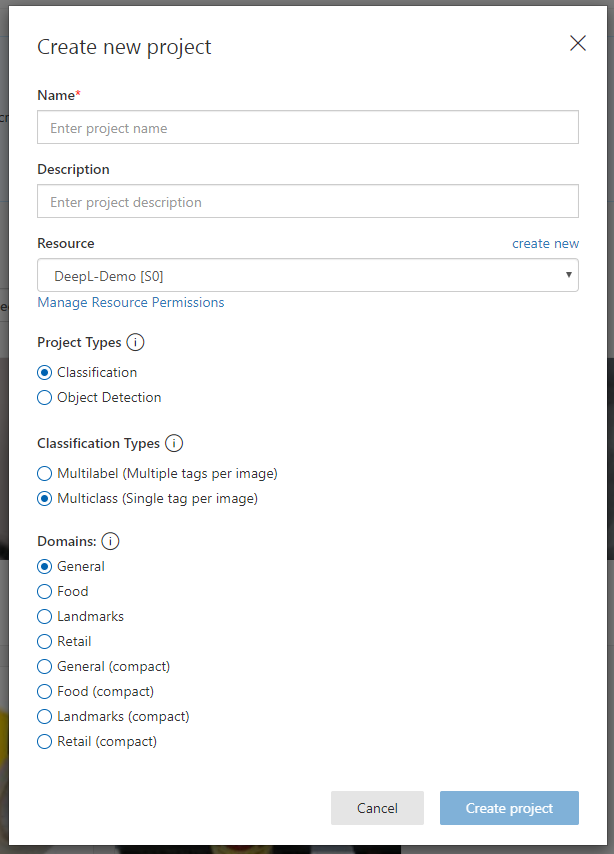 Create new project
Name*
Enter project name
Description
Enter project description
Resource create new
DeepL-Demo [S0]
Manage Resource Permissions
Project Types
Classification
Object Detection
Classification Types
Multilabel (Multiple tags per image)
Multiclass (Single tag per image)
Domains:
General
Food
Landmarks
Retail
General (compact)
Food (compact)
Landmarks (compact)
Retail (compact)
Cancel Create project